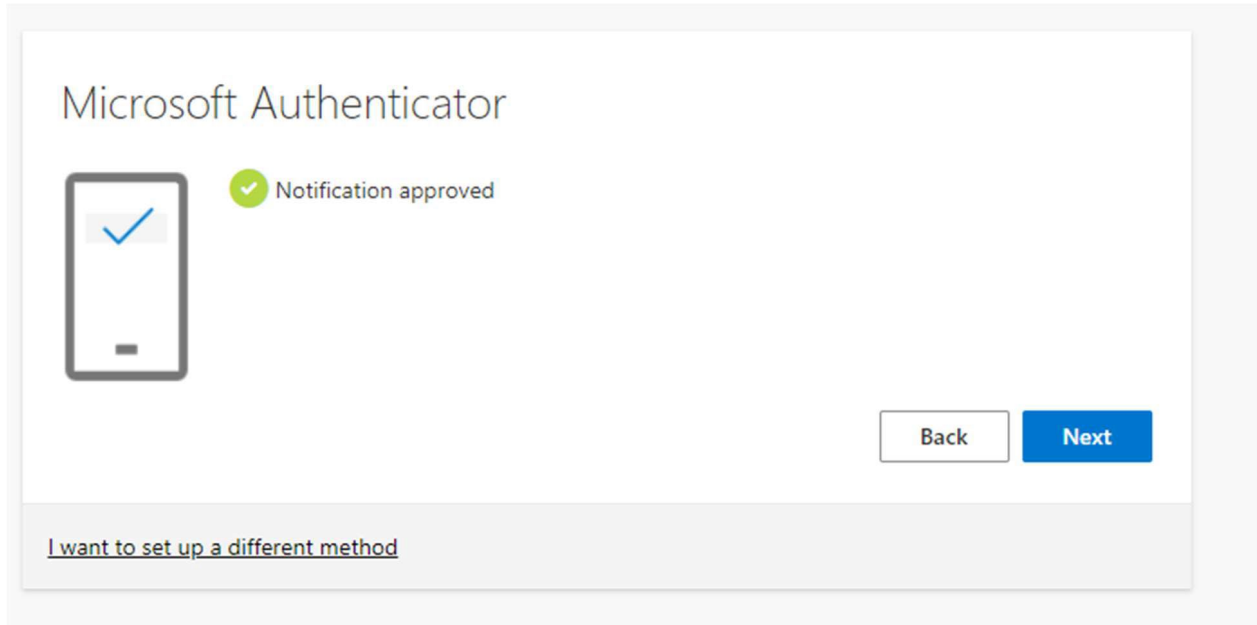 Microsoft Authenticator
Notification approved
Back
Next
I want to set up a different method